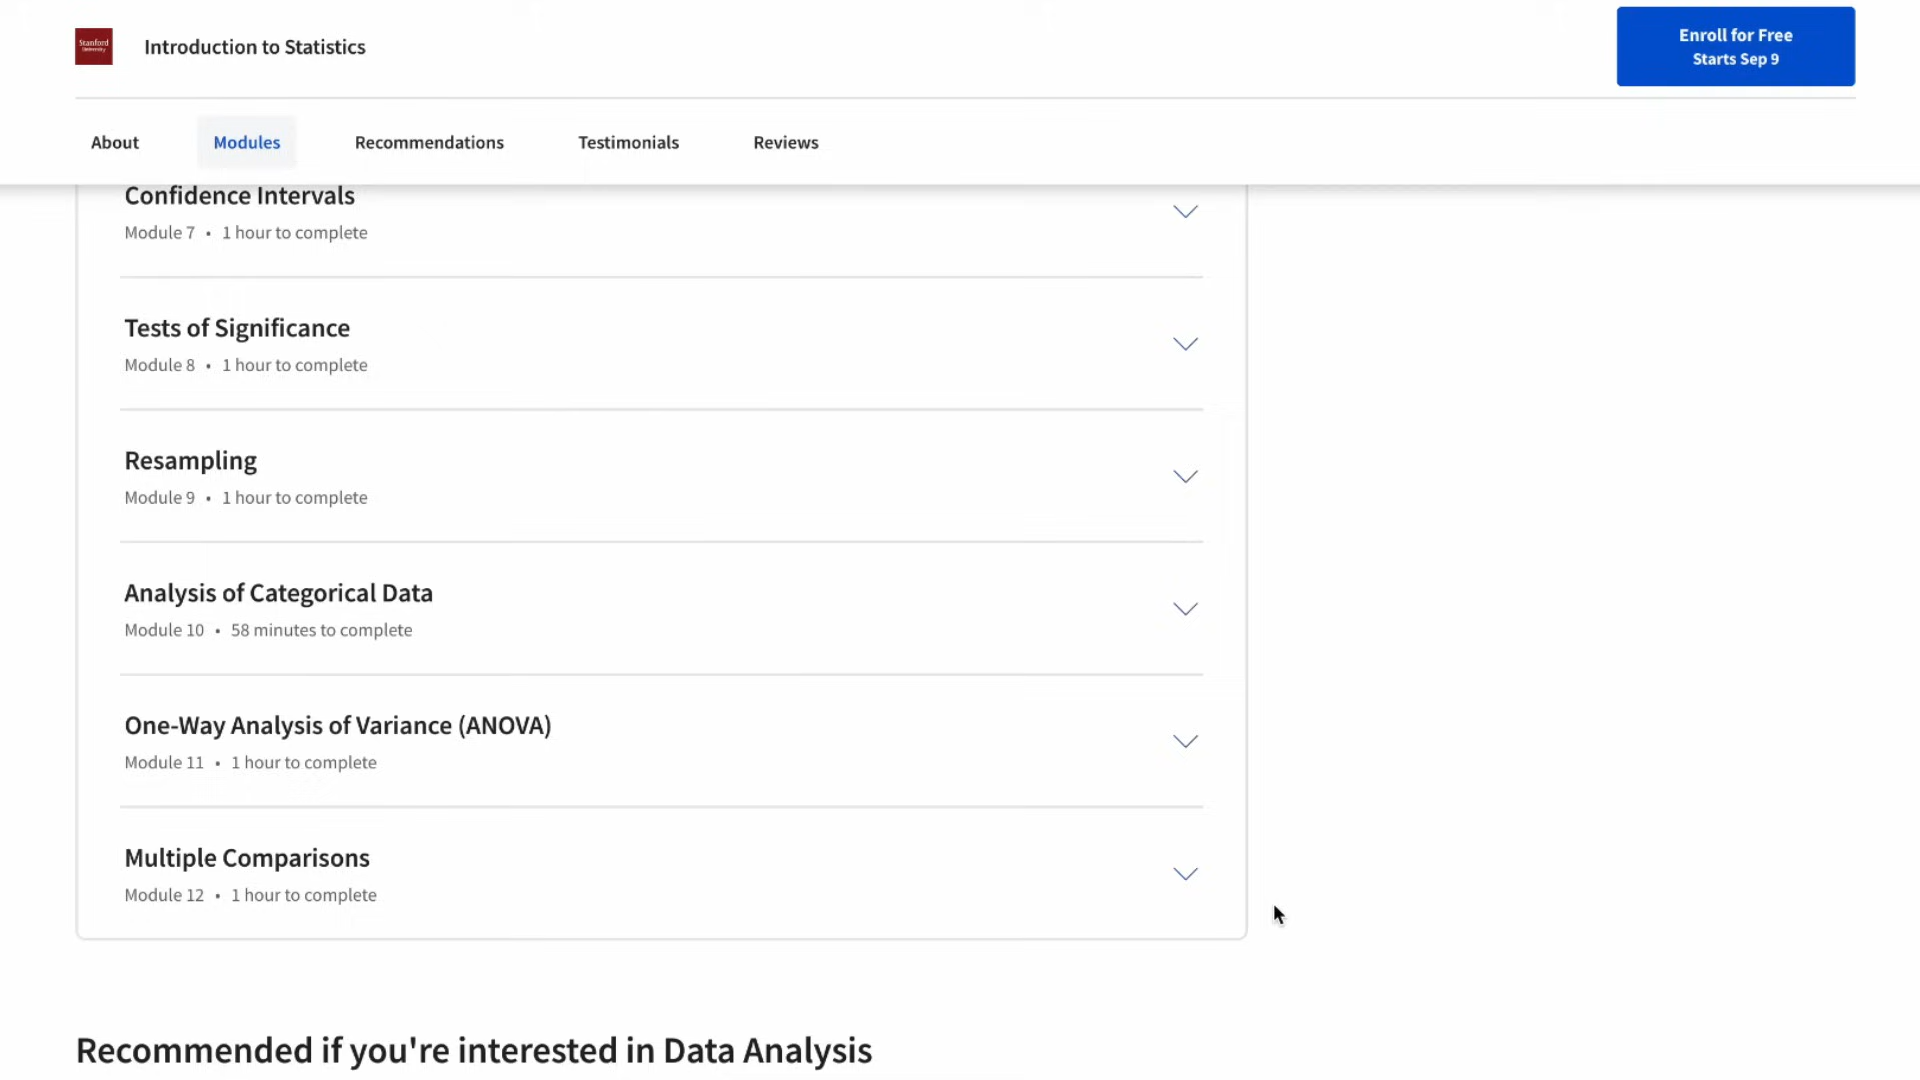 Stanford
University
Introduction to Statistics
Enroll for Free
Starts Sep 9
About
Modules
Recommendations
Testimonials
Reviews
Confidence Intervals
Module 7 • 1 hour to complete
Tests of Significance
Module 8 • 1 hour to complete
Resampling
Module 9 • 1 hour to complete
Analysis of Categorical Data
Module 10 • 58 minutes to complete
One-Way Analysis of Variance (ANOVA)
Module 11 • 1 hour to complete
Multiple Comparisons
Module 12 • 1 hour to complete
Recommended if you're interested in Data Analysis